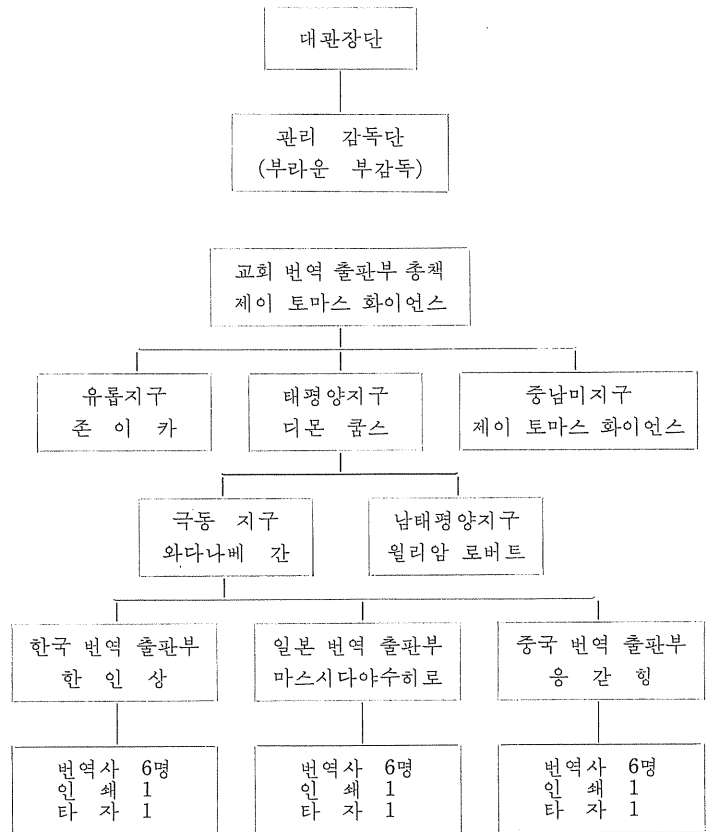 대관장단
관리 감독단
(부라운 부감독)
교회 번역 출판부 총책
제이 토마스 화이언스
유롭지구
존 이 카
태평양지구
디몬 쿰스
중남미지구
제이 토마스 화이언스
극동 지구
와다나베 간
남태평양지구
윌리암 로버트
한국 번역 출판부
한 인 상
일본 번역 출판부
마스시다야수히로
중국 번역 출판부
응 갇 힝
번역사 6명
인 쇄 1
타 자 1
번역사 6명
인 쇄 1
타 자 1
번역사 6명
인 쇄 1
타 자 1